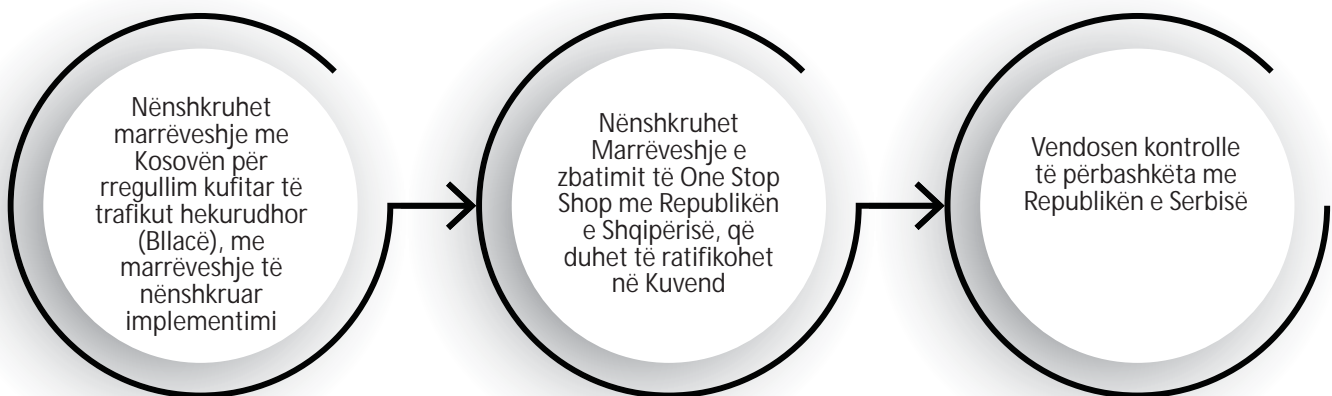 Nënshkruhet
marrëveshje me
Kosovën për
rregullim kufitar të
trafikut hekurudhor
(Bllacë), me
marrëveshje të
nënshkruar
implementimi
Nënshkruhet
Marrëveshje e
zbatimit të One Stop
Shop me Republikën
e Shqipërisë, që
duhet të ratifikohet
në Kuvend
Vendosen kontrolle
të përbashkëta me
Republikën e Serbisë